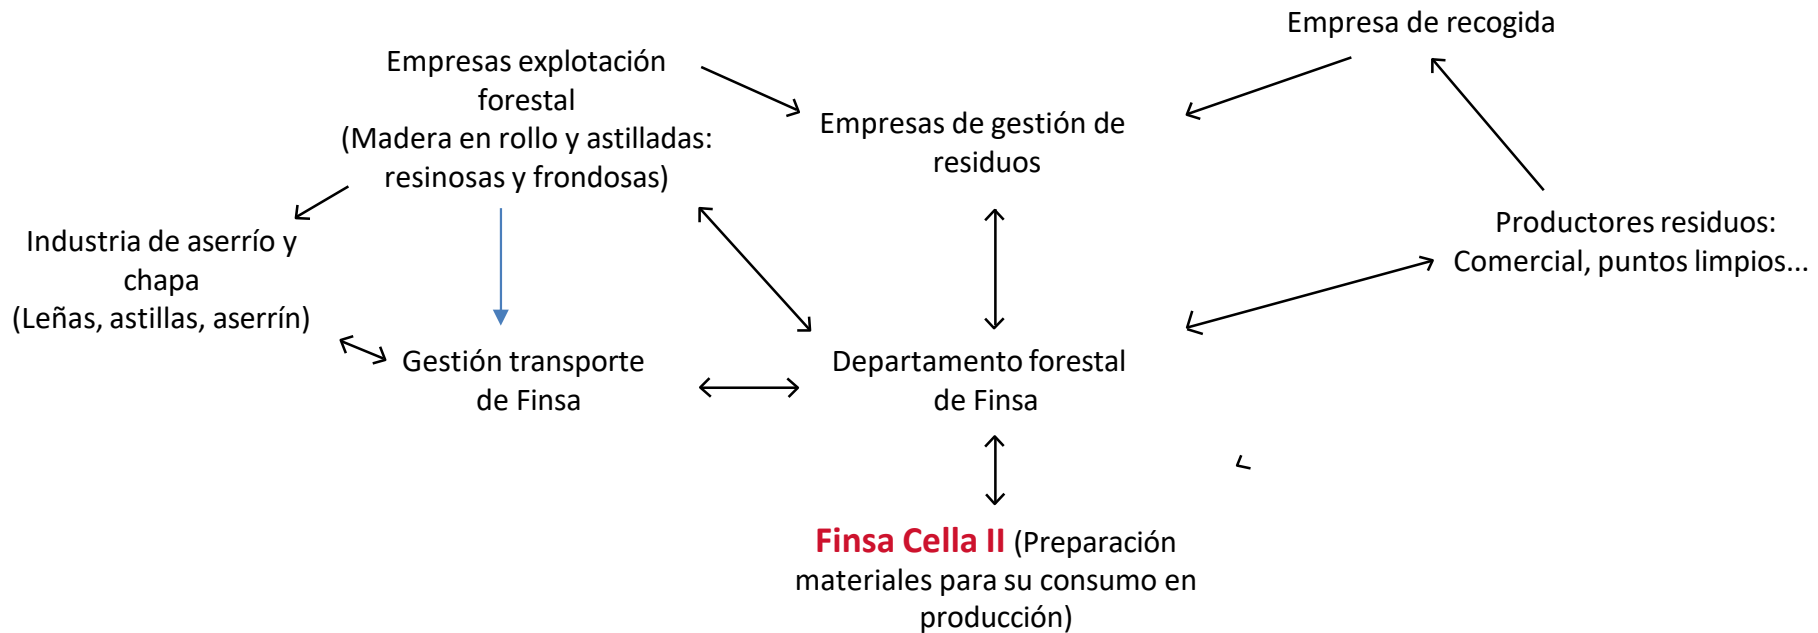 Empresa de recogida
Empresas explotación
forestal
(Madera en rollo y astilladas:
resinosas y frondosas)
Empresas de gestión de
residuos
Productores residuos:
Comercial, puntos limpios...
Industria de aserrío y
chapa
(Leñas, astillas, aserrín)
Gestión transporte
de Finsa
Departamento forestal
de Finsa
Finsa Cella II (Preparación
materiales para su consumo en
producción)